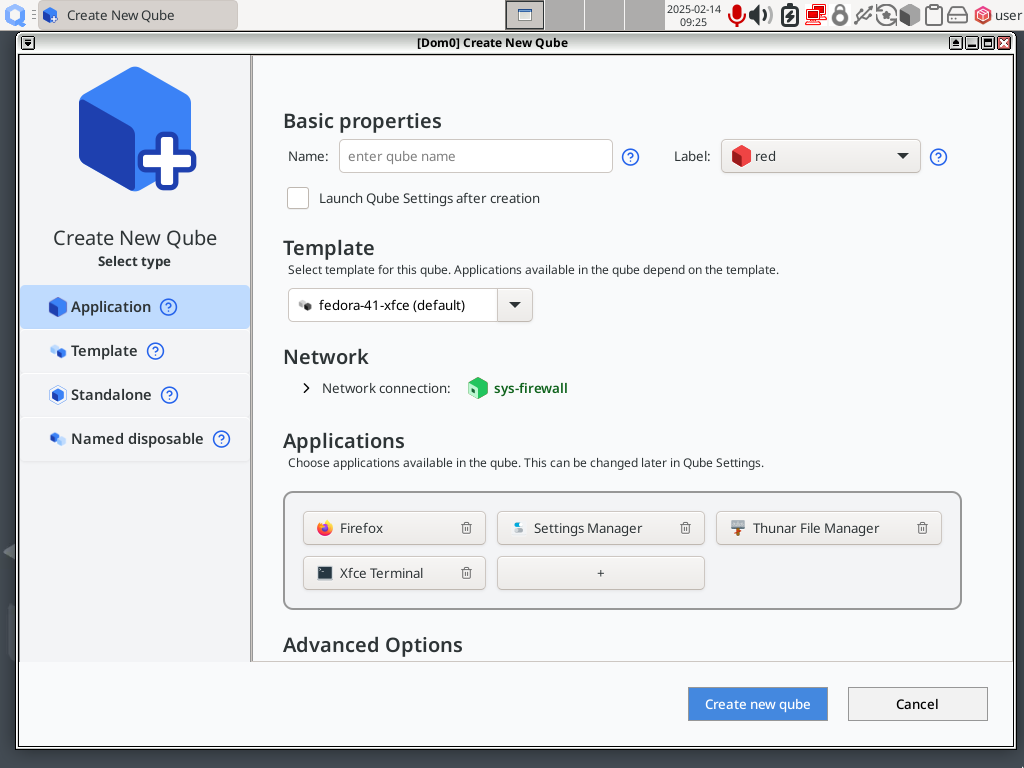 Create New Qube
2025-02-14
09:25
user
[Dom0] Create New Qube
Create New Qube
Select type
Application
Template
Standalone
Named disposable
Basic properties
Name: enter qube name Label: red
Launch Qube Settings after creation
Template
Select template for this qube. Applications available in the qube depend on the template.
fedora-41-xfce (default)
Network
Network connection: sys-firewall
Applications
Choose applications available in the qube. This can be changed later in Qube Settings.
Firefox Settings Manager Thunar File Manager
Xfce Terminal +
Advanced Options
Create new qube Cancel